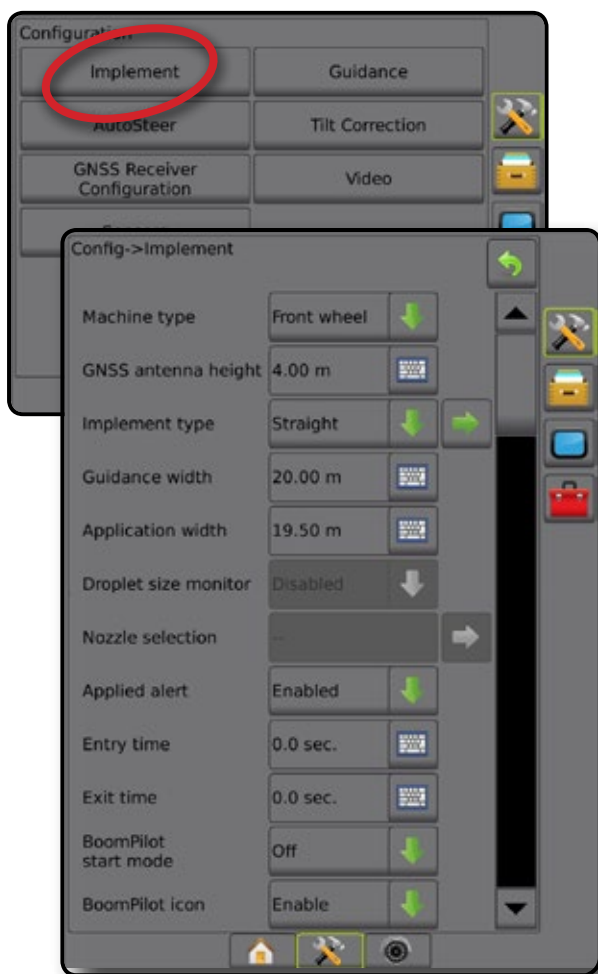 Configuration
Implement
Guidance
AutoSteer
Tilt Correction
GNSS Receiver
Configuration
Video
Config->Implement
Machine type
Front wheel
GNSS antenna height
4.00 m
Implement type
Straight
Guidance width
20.00 m
Application width
19.50 m
Droplet size monitor
Disabled
Nozzle selection
--
Applied alert
Enabled
Entry time
0.0 sec.
Exit time
0.0 sec.
BoomPilot
start mode
Off
BoomPilot icon
Enable